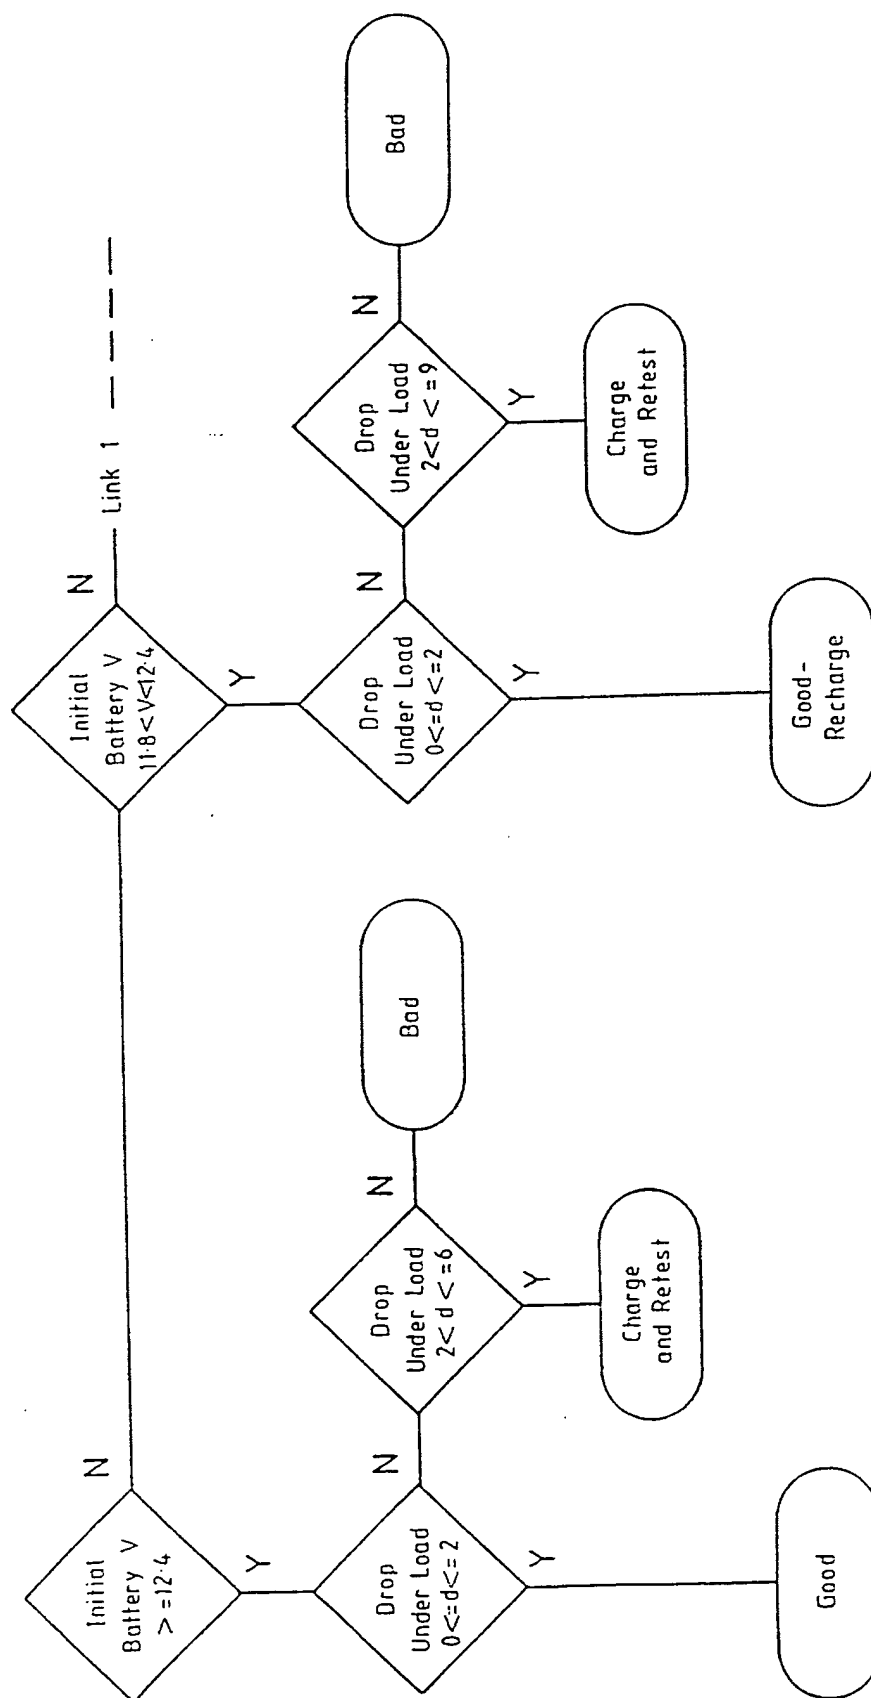 Initial
Battery V
> =12·4
N
Y
Drop
Under Load
0<=d<=2
N
Y
Good
Drop
Under Load
2< d < =6
N
Y
Charge
and Retest
Bad
Initial
Battery V
11·8<V<12·4
N
Link 1
Y
Drop
Under Load
0<=d <=2
N
Y
Good-
Recharge
Drop
Under Load
2<d < =9
N
Y
Charge
and Retest
Bad